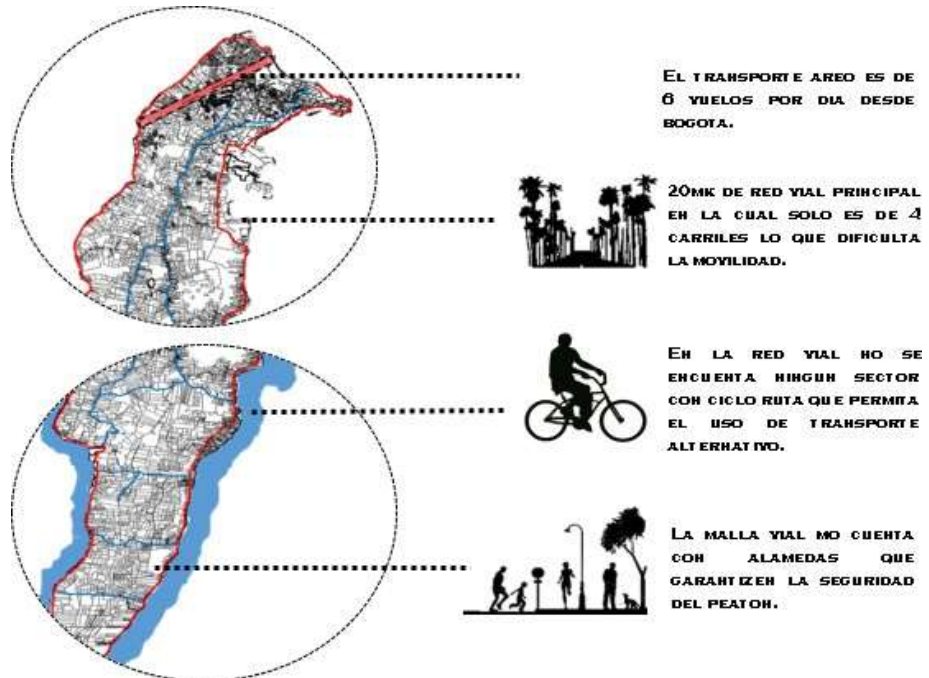 EL TRANSPORTE AREO ES DE
6 VUELOS POR DIA DESDE
BOGOTA.
20MK DE RED VIAL PRINCIPAL
EN LA CUAL SOLO ES DE 4
CARRILES LO QUE DIFICULTA
LA MOVILIDAD.
EN LA RED VIAL NO SE
ENCUENTA NINGUN SECTOR
CON CICLO RUTA QUE PERMITA
EL USO DE TRANSPORTE
ALTERNATIVO.
LA MALLA VIAL MO CUENTA
CON ALAMEDAS QUE
GARANTIZEN LA SEGURIDAD
DEL PEATON.